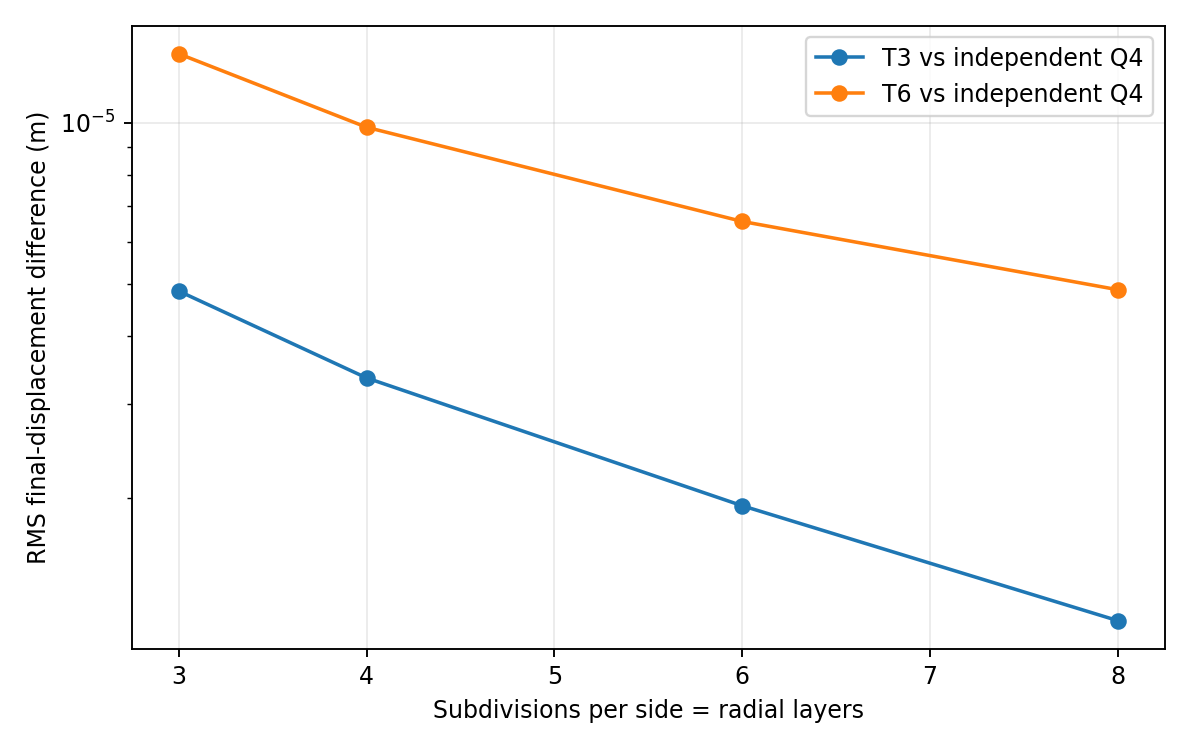 T3 vs independent Q4
T6 vs independent Q4
10⁻⁵
RMS final-displacement difference (m)
3 4 5 6 7 8
Subdivisions per side = radial layers